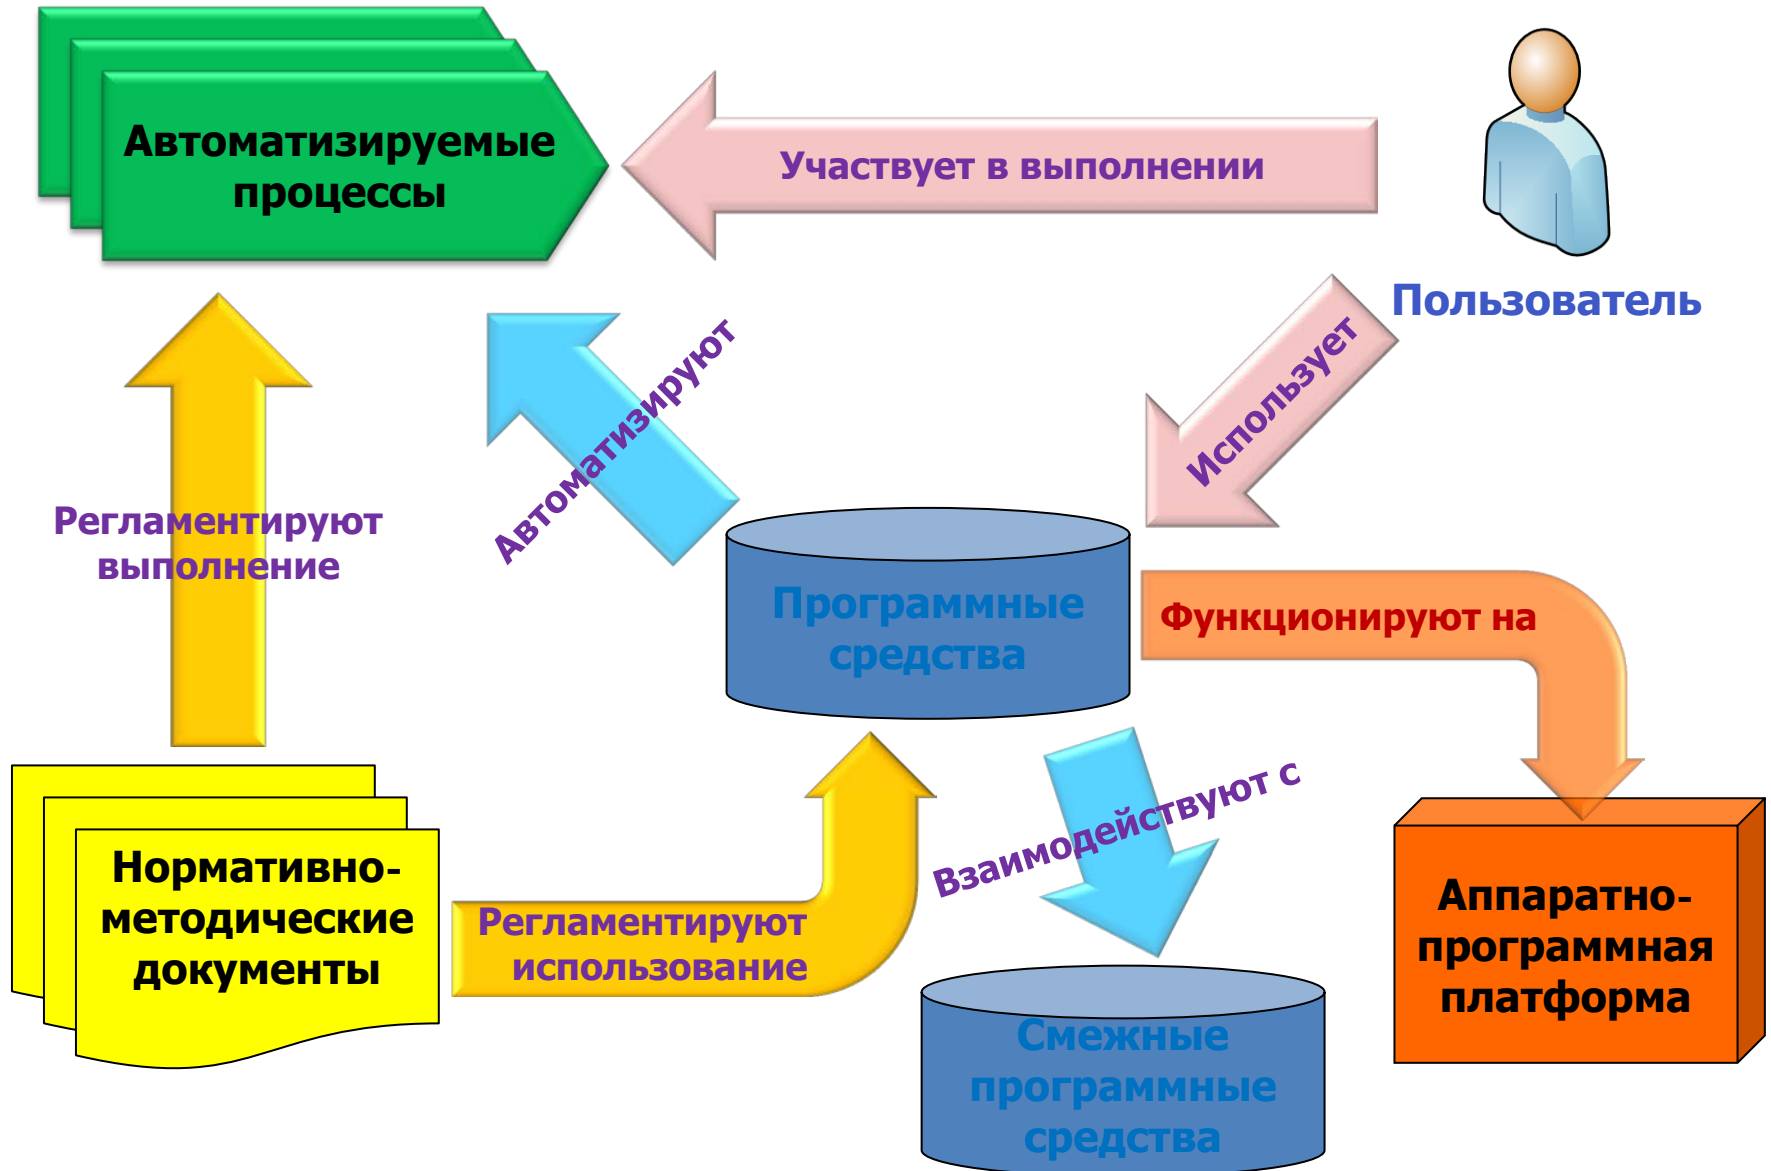 Автоматизируемые
процессы
Участвует в выполнении
Пользователь
Автоматизируют
Использует
Регламентируют
выполнение
Программные
средства
Функционируют на
Взаимодействуют с
Нормативно-
методические
документы
Регламентируют
использование
Аппаратно-
программная
платформа
Смежные
программные
средства